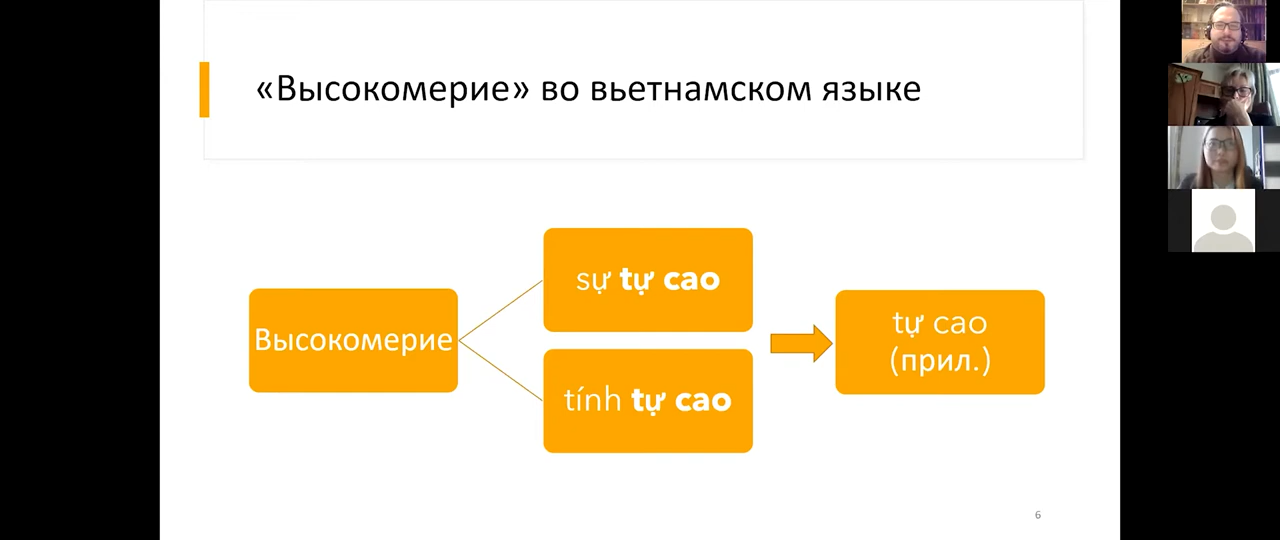 «Высокомерие» во вьетнамском языке
Высокомерие
sự tự cao
tính tự cao
tự cao
(прил.)
6